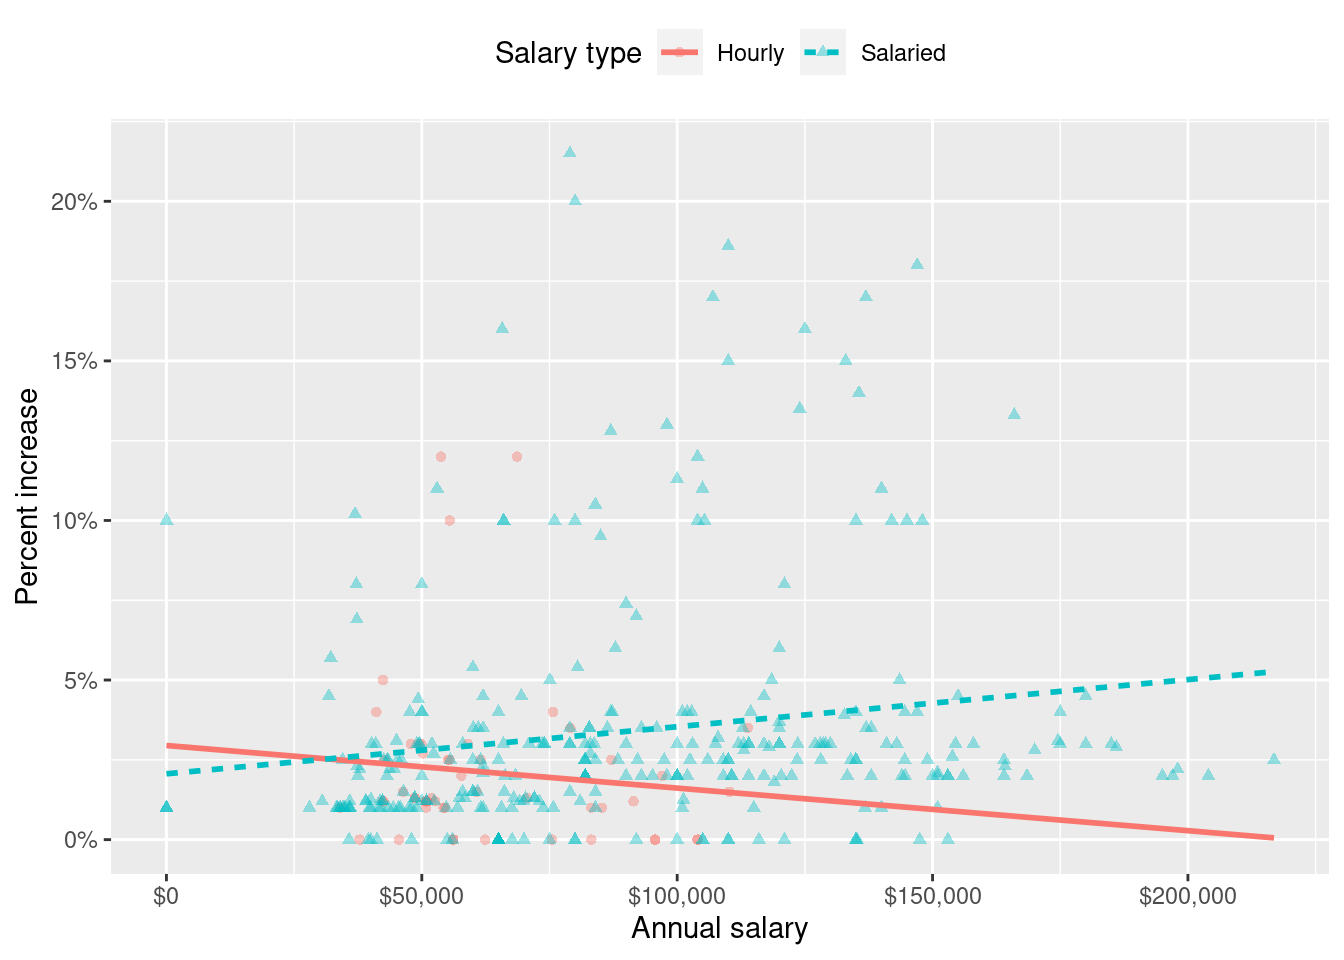 Salary type Hourly Salaried
20%
15%
10%
5%
0%
Percent increase
$0 $50,000 $100,000 $150,000 $200,000
Annual salary